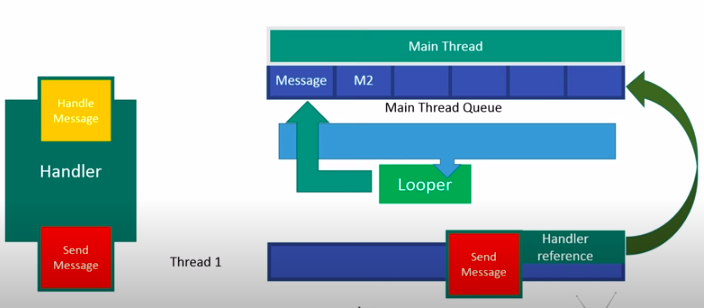 Main Thread
Message
M2
Main Thread Queue
Handle
Message
Handler
Send
Message
Looper
Thread 1
Send
Message
Handler
reference